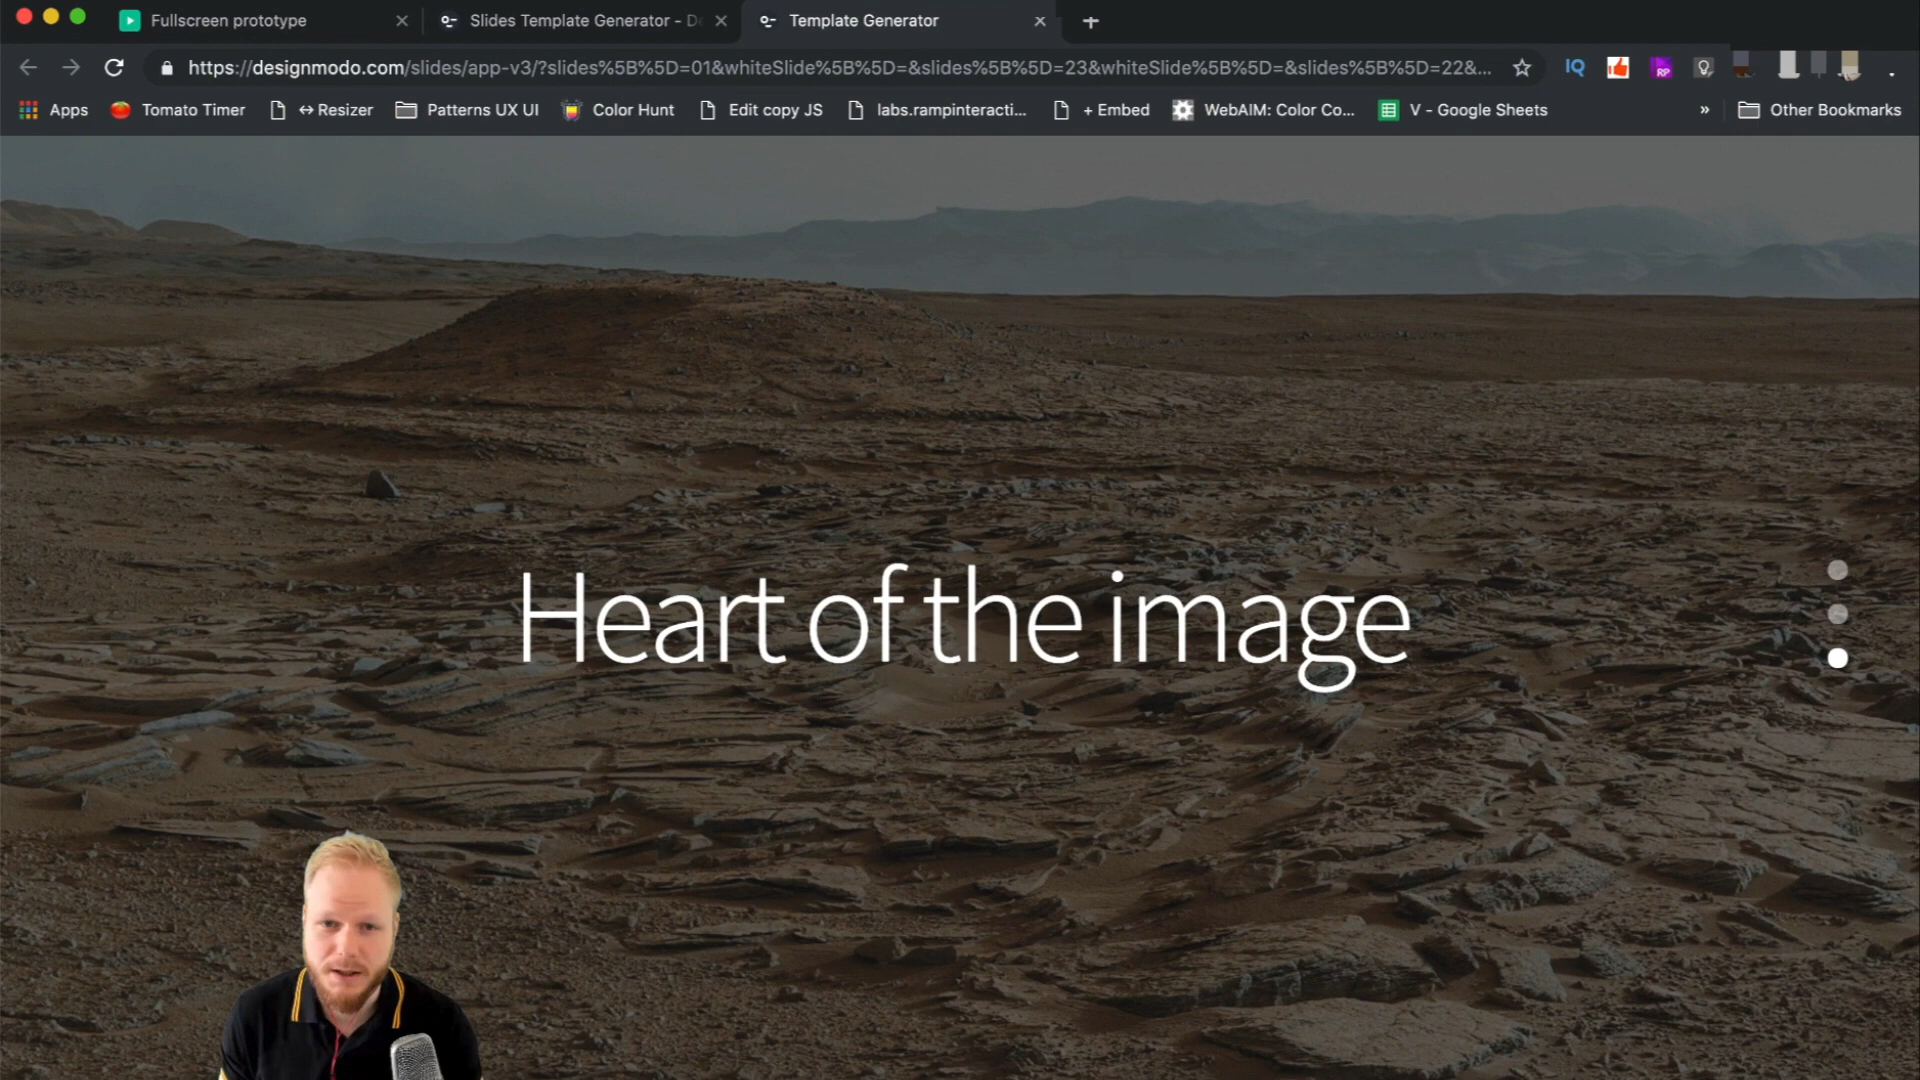 Fullscreen prototype
Slides Template Generator - De
Template Generator
https://designmodo.com/slides/app-v3/?slides%5B%5D=01&whiteSlide%5B%5D=&slides%5B%5D=23&whiteSlide%5B%5D=&slides%5B%5D=22&...
IQ
RP
Apps
Tomato Timer
↔ Resizer
Patterns UX UI
Color Hunt
Edit copy JS
labs.rampinteracti...
+ Embed
WebAIM: Color Co...
V - Google Sheets
»
Other Bookmarks
Heart of the image